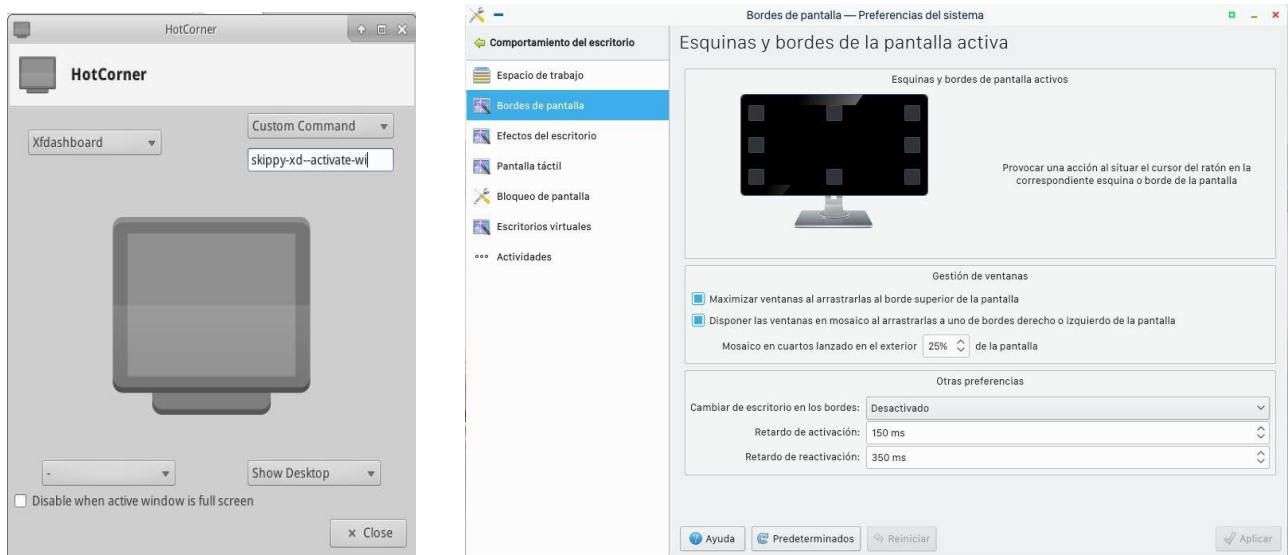 HotCorner
HotCorner
Xfdashboard
Custom Command
skippy-xd--activate-wi
-
Show Desktop
Disable when active window is full screen
× Close
Bordes de pantalla — Preferencias del sistema
Comportamiento del escritorio
Espacio de trabajo
Bordes de pantalla
Efectos del escritorio
Pantalla táctil
Bloqueo de pantalla
Escritorios virtuales
Actividades
Esquinas y bordes de la pantalla activa
Esquinas y bordes de pantalla activos
Provocar una acción al situar el cursor del ratón en la
correspondiente esquina o borde de la pantalla
Gestión de ventanas
Maximizar ventanas al arrastrarlas al borde superior de la pantalla
Disponer las ventanas en mosaico al arrastrarlas a uno de bordes derecho o izquierdo de la pantalla
Mosaico en cuartos lanzado en el exterior 25% de la pantalla
Otras preferencias
Cambiar de escritorio en los bordes: Desactivado
Retardo de activación: 150 ms
Retardo de reactivación: 350 ms
Ayuda Predeterminados Reiniciar Aplicar